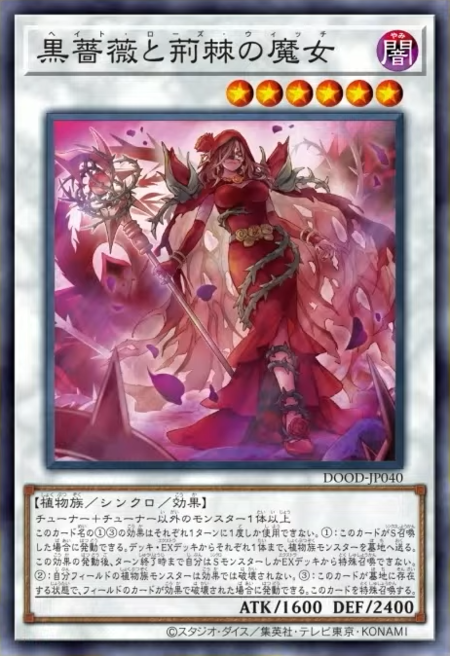 ヘイト・ローズ・ウィッチ
黒薔薇と荊棘の魔女
やみ
闇
DOOD-JP040
【植物族／シンクロ／効果】
チューナー＋チューナー以外のモンスター1体以上
このカード名の①③の効果はそれぞれ1ターンに1度しか使用できない。①：このカードがS召喚
した場合に発動できる。デッキ・EXデッキからそれぞれ1体まで、植物族モンスターを墓地へ送る。
この効果の発動後、ターン終了時まで自分はSモンスターしかEXデッキから特殊召喚できない。
②：自分フィールドの植物族モンスターは効果では破壊されない。③：このカードが墓地に存在
する状態で、フィールドのカードが効果で破壊された場合に発動できる。このカードを特殊召喚する。
ATK/1600 DEF/2400
©スタジオ・ダイス／集英社・テレビ東京・KONAMI